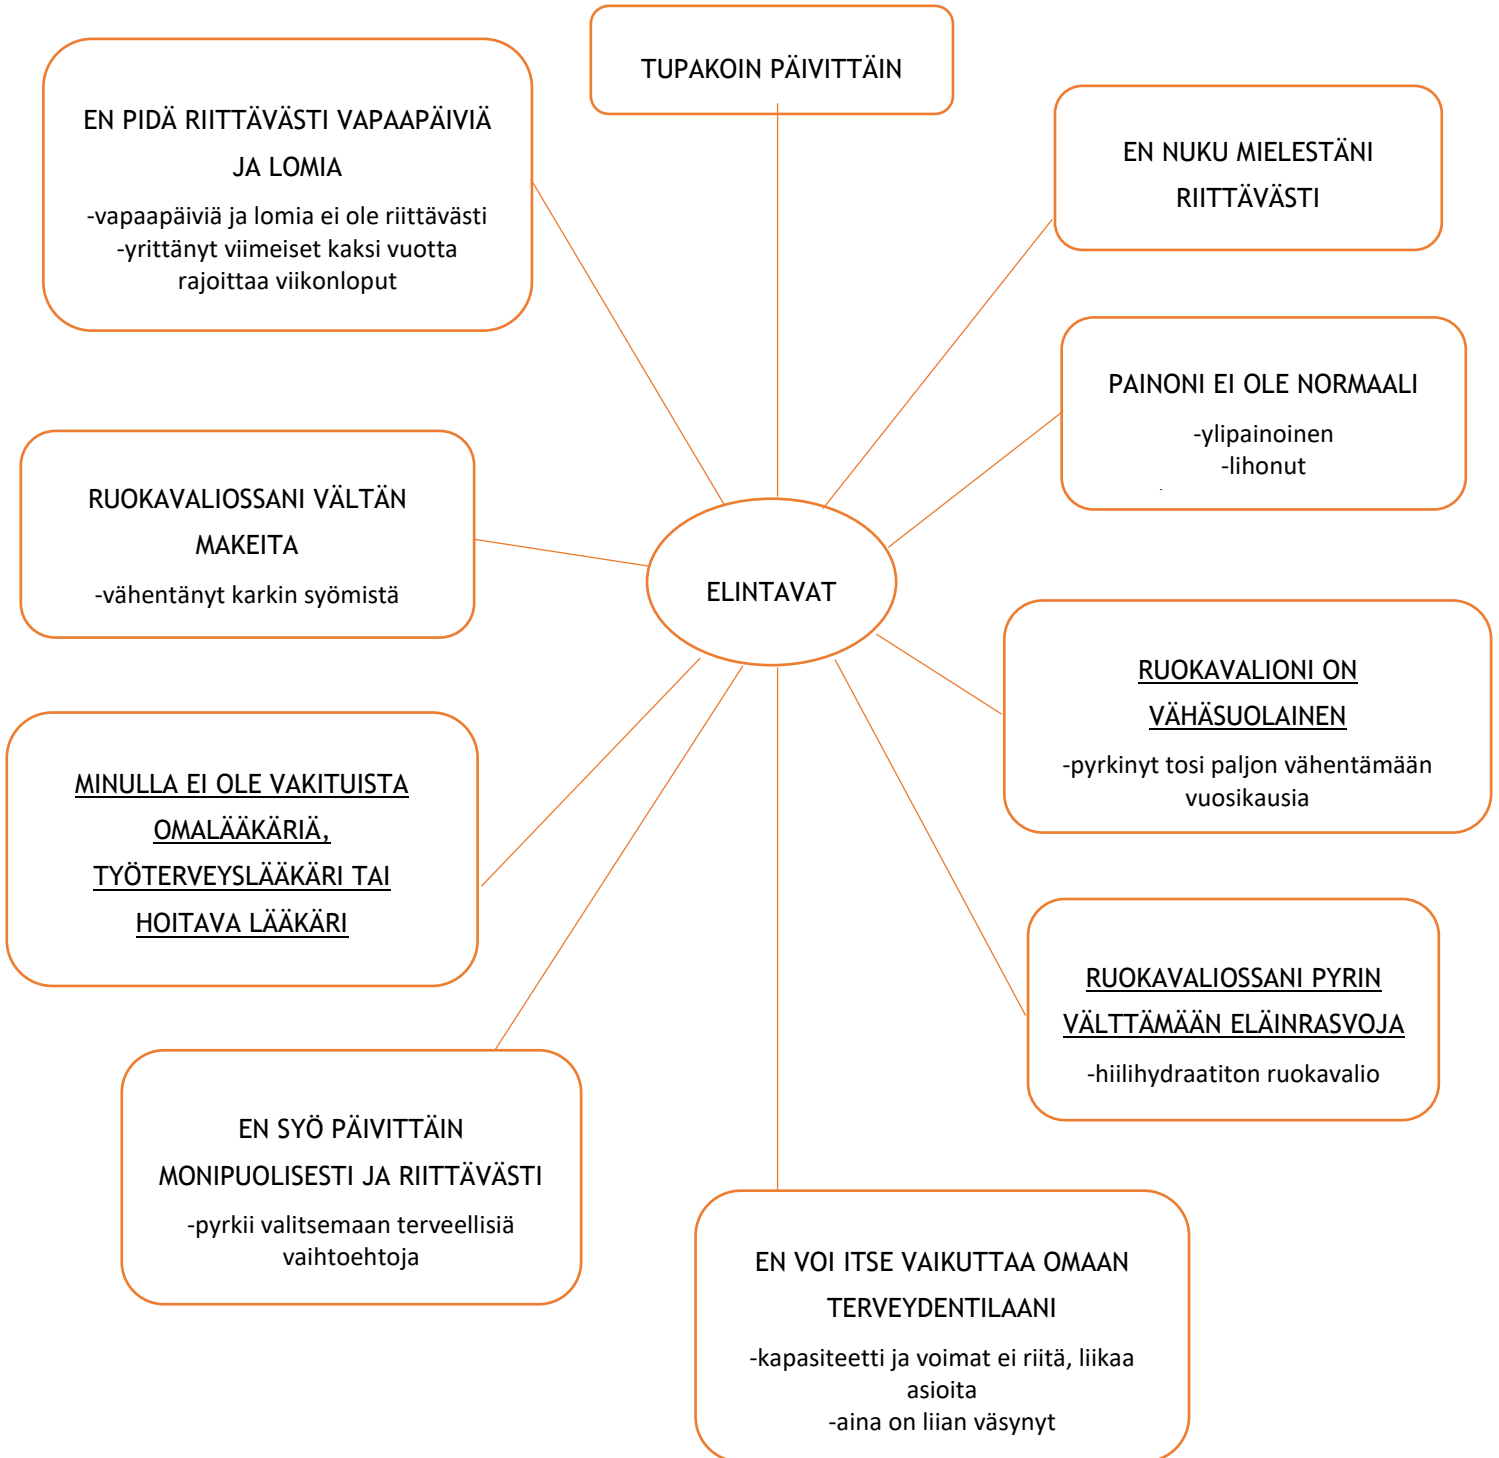 TUPAKOIN PÄIVITTÄIN
EN PIDÄ RIITTÄVÄSTI VAPAAPÄIVIÄ
JA LOMIA
-vapaapäiviä ja lomia ei ole riittävästi
-yrittänyt viimeiset kaksi vuotta
rajoittaa viikonloput
EN NUKU MIELESTÄNI
RIITTÄVÄSTI
PAINONI EI OLE NORMAALI
-ylipainoinen
-lihonut
RUOKAVALIOSSANI VÄLTÄN
MAKEITA
-vähentänyt karkin syömistä
ELINTAVAT
RUOKAVALIONI ON
VÄHÄSUOLAINEN
-pyrkinyt tosi paljon vähentämään
vuosikausia
MINULLA EI OLE VAKITUISTA
OMALÄÄKÄRIÄ,
TYÖTERVEYSLÄÄKÄRI TAI
HOITAVA LÄÄKÄRI
RUOKAVALIOSSANI PYRIN
VÄLTTÄMÄÄN ELÄINRASVOJA
-hiilihydraatiton ruokavalio
EN SYÖ PÄIVITTÄIN
MONIPUOLISESTI JA RIITTÄVÄSTI
-pyrkii valitsemaan terveellisiä
vaihtoehtoja
EN VOI ITSE VAIKUTTAA OMAAN
TERVEYDENTILAANI
-kapasiteetti ja voimat ei riitä, liikaa
asioita
-aina on liian väsynyt